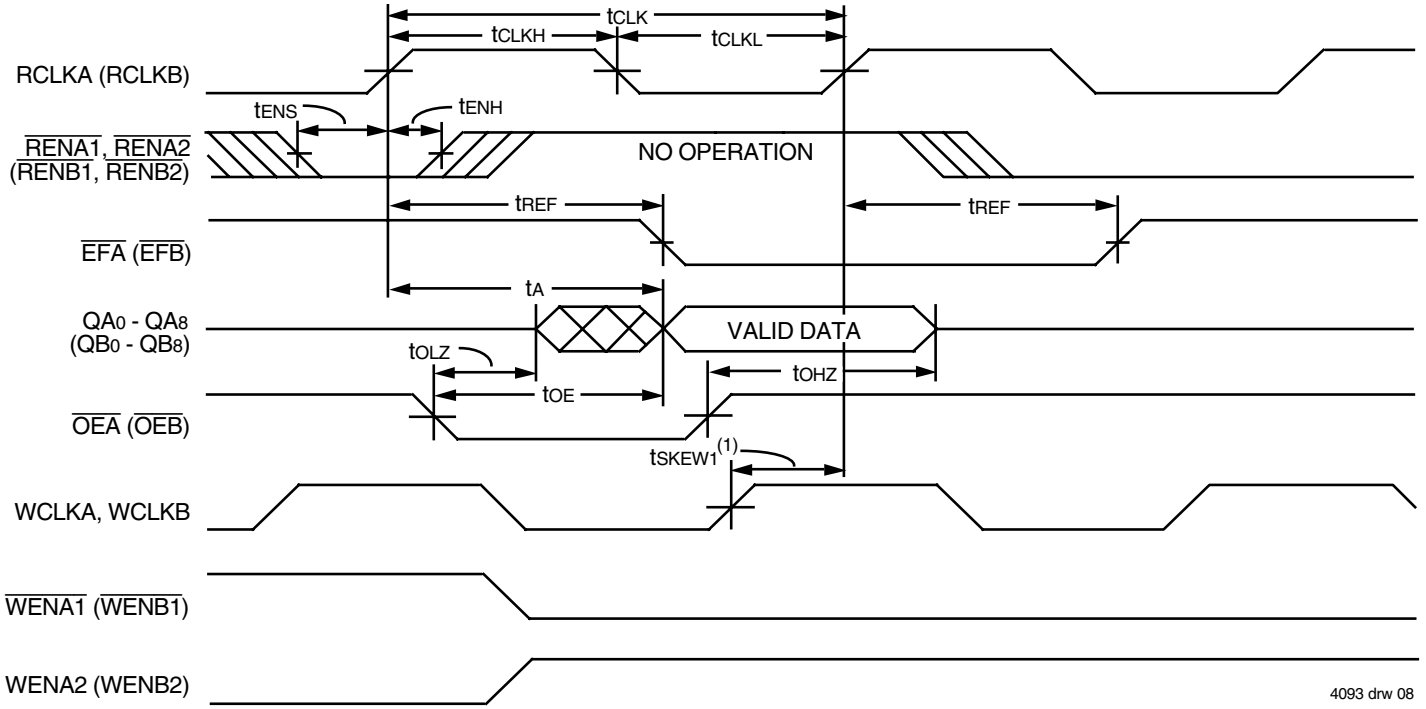 tCLK
tCLKH
tCLKL
RCLKA (RCLKB)
tENS
tENH
RENA1, RENA2
(RENB1, RENB2)
NO OPERATION
tREF
tREF
EFA (EFB)
tA
QA0 - QA8
(QB0 - QB8)
VALID DATA
tOLZ
tOHZ
tOE
OEA (OEB)
tSKEW1(1)
WCLKA, WCLKB
WENA1 (WENB1)
WENA2 (WENB2)
4093 drw 08